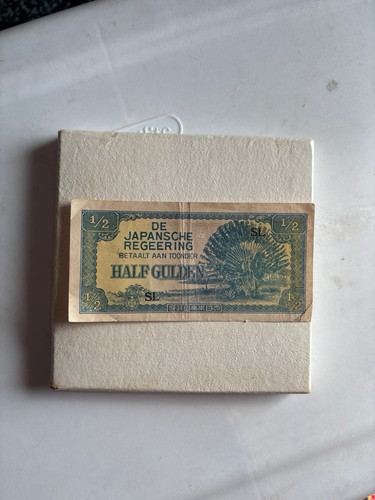 1/2
1/2
DE
JAPANSCHE
REGEERING
BETAALT AAN TOONDER
HALF GULDEN
SL
SL
1/2
1/2